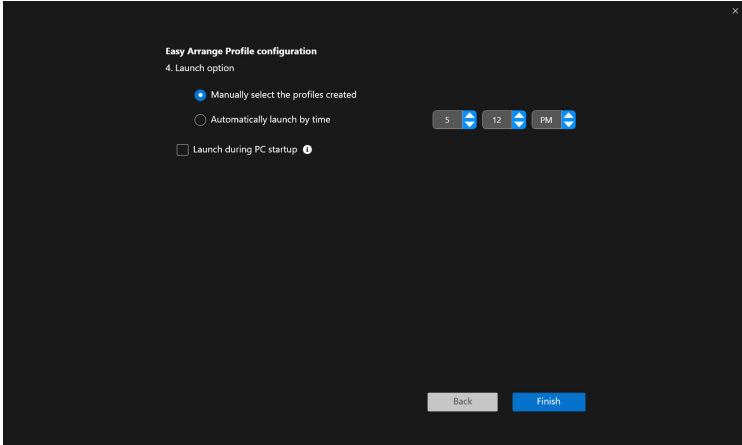 Easy Arrange Profile configuration
4. Launch option
Manually select the profiles created
Automatically launch by time 5 12 PM
Launch during PC startup
Back Finish